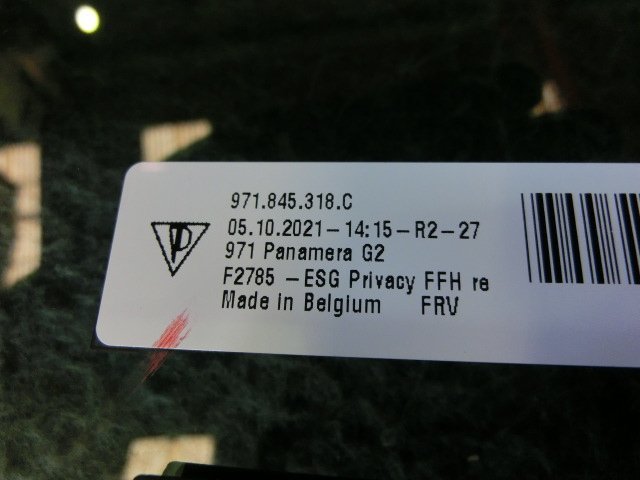 971.845.318.C
05.10.2021-14:15-R2-27
971 Panamera G2
F2785 -ESG Privacy FFH re
Made in Belgium FRV